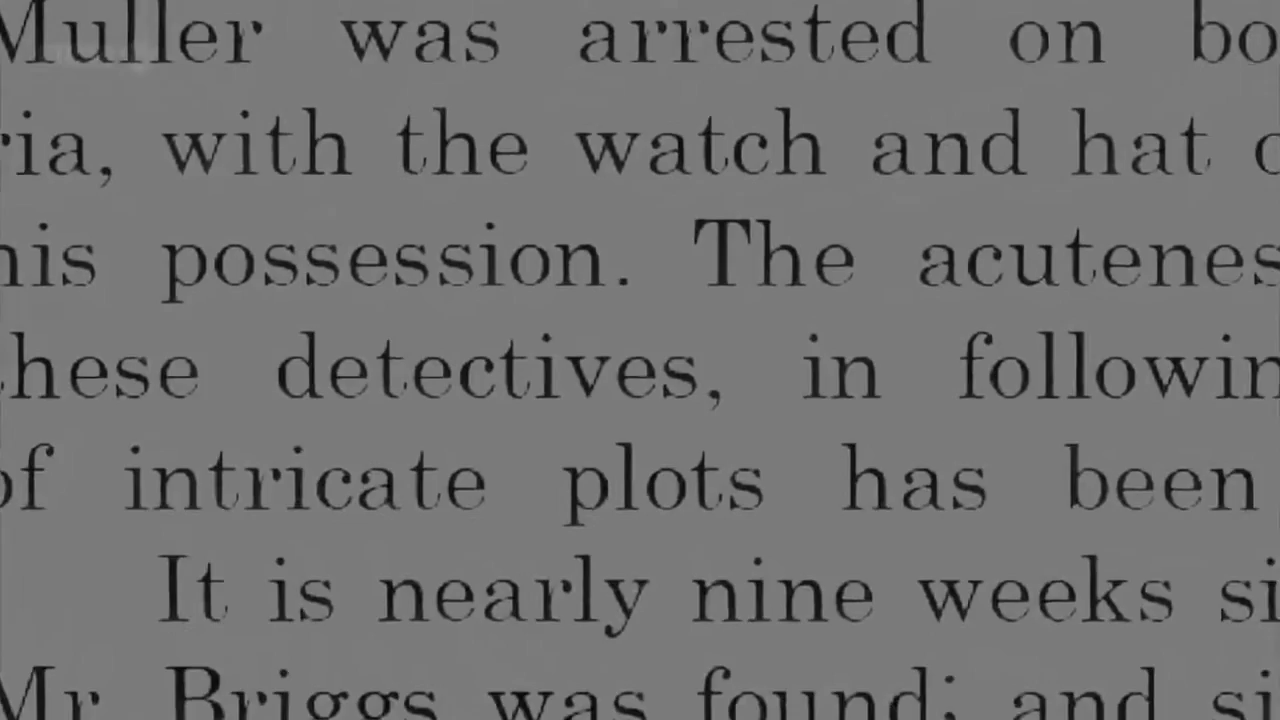 Muller was arrested on bo
ria, with the watch and hat
his possession. The acutenes
hese detectives, in followin
of intricate plots has been
It is nearly nine weeks si
Mr Briggs was found; and si